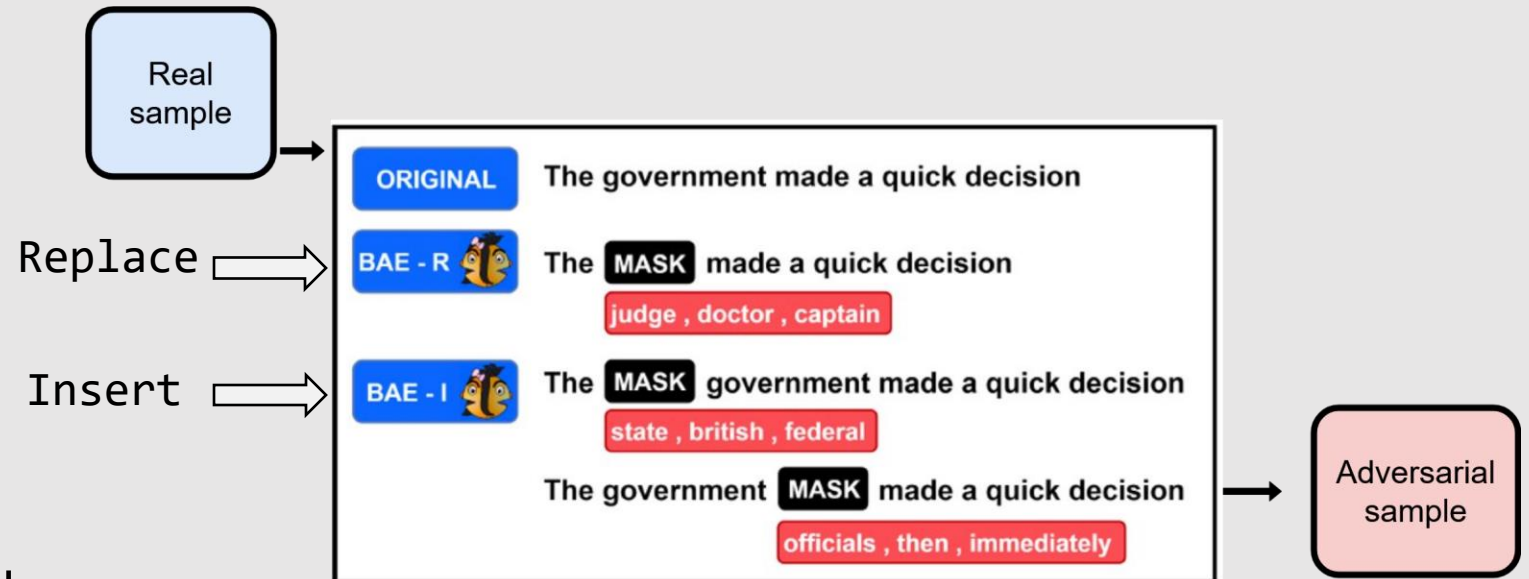 Real
sample
ORIGINAL The government made a quick decision
Replace BAE - R The MASK made a quick decision
judge , doctor , captain
Insert BAE - I The MASK government made a quick decision
state , british , federal
The government MASK made a quick decision
officials , then , immediately
Adversarial
sample